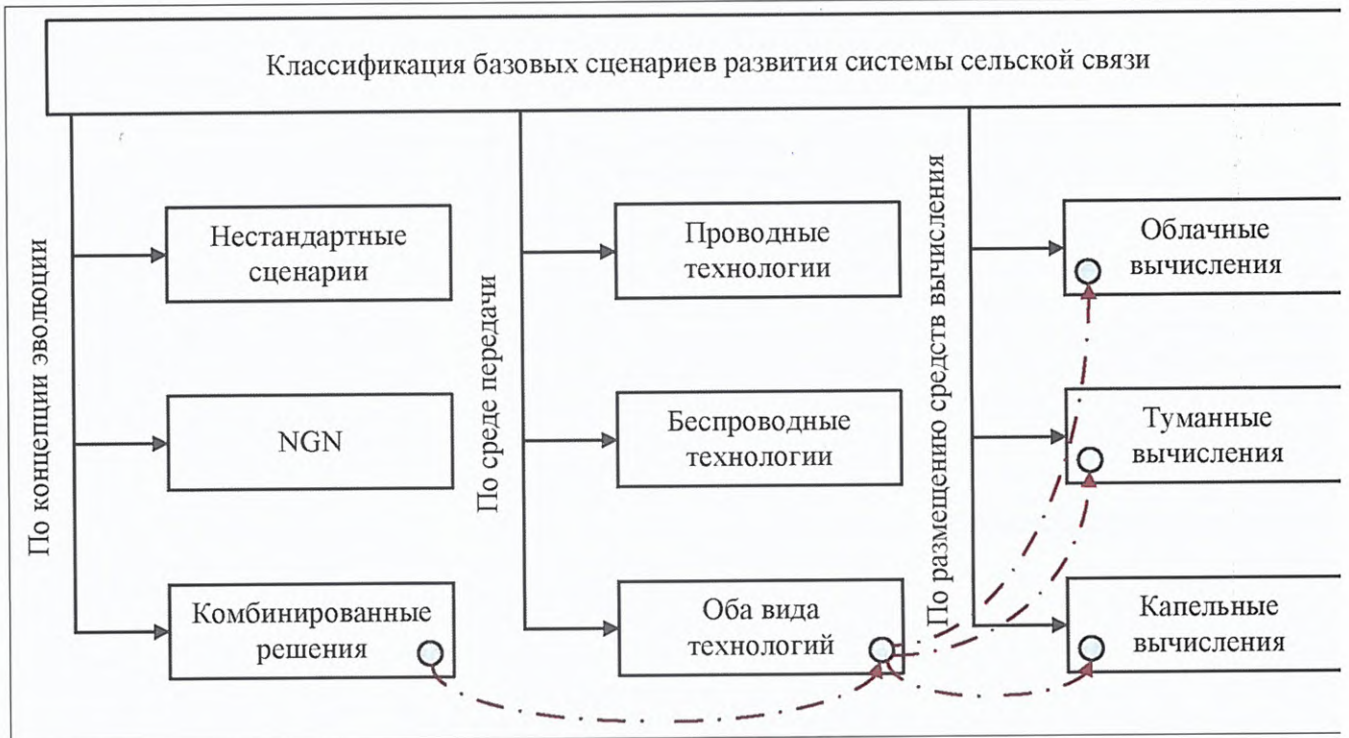 Классификация базовых сценариев развития системы сельской связи
По концепции эволюции
Нестандартные
сценарии
NGN
Комбинированные
решения
По среде передачи
Проводные
технологии
Беспроводные
технологии
Оба вида
технологий
По размещению средств вычисления
Облачные
вычисления
Туманные
вычисления
Капельные
вычисления